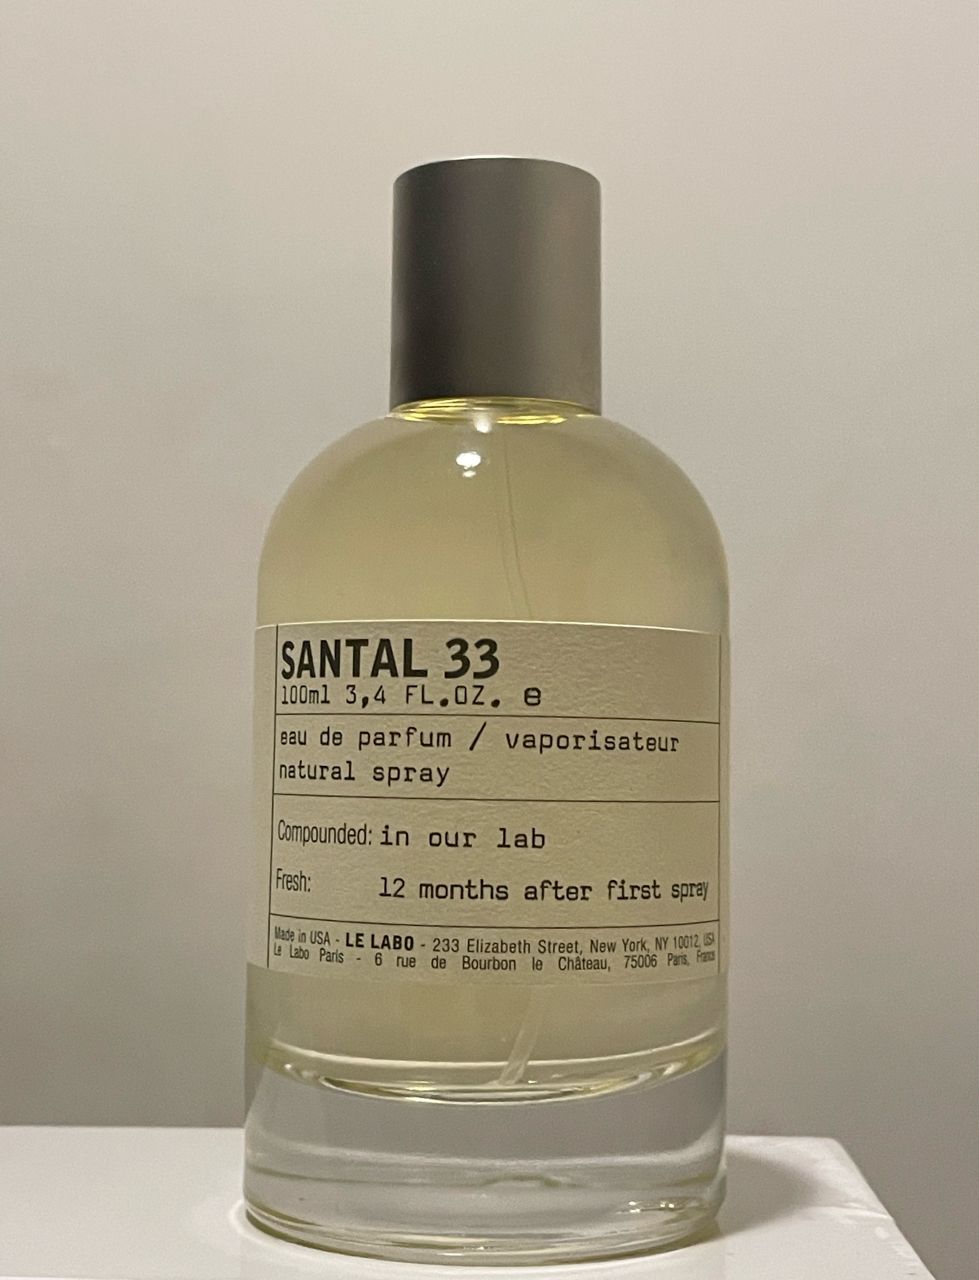 SANTAL 33
100ml 3,4 FL.OZ. e
eau de parfum / vaporisateur
natural spray
Compounded: in our lab
Fresh: 12 months after first spray
Made in USA - LE LABO - 233 Elizabeth Street, New York, NY 10012, USA
Le Labo Paris - 6 rue de Bourbon le Château, 75006 Paris, France